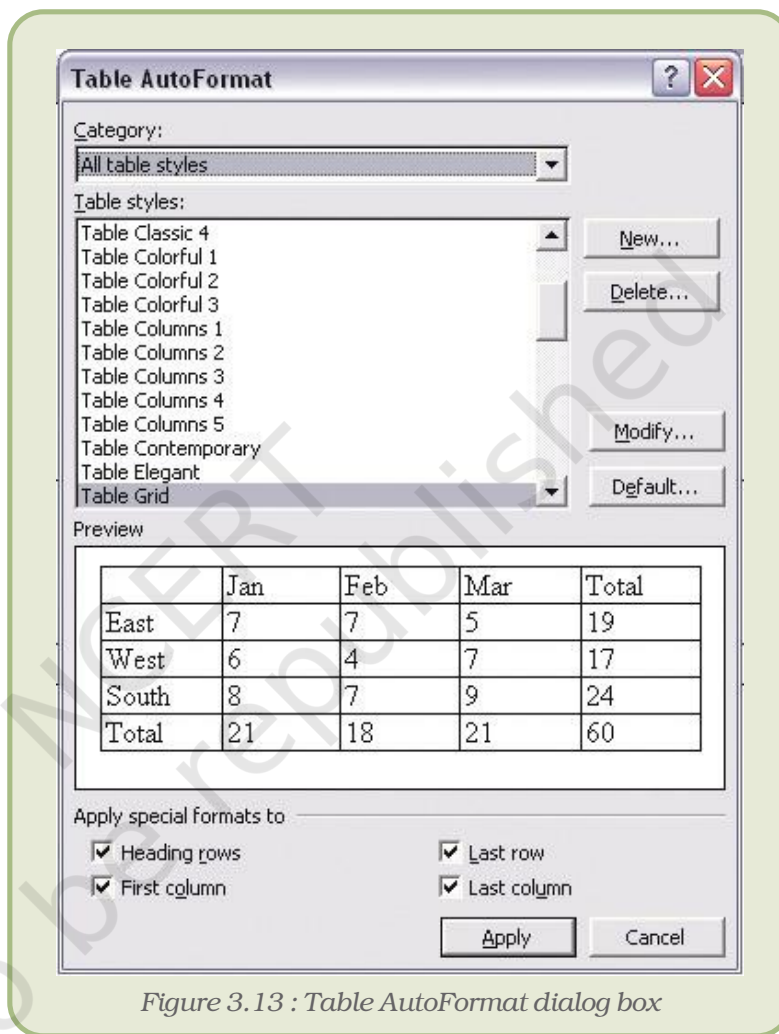 Table AutoFormat
?
Category:
All table styles
Table styles:
Table Classic 4
Table Colorful 1
Table Colorful 2
Table Colorful 3
Table Columns 1
Table Columns 2
Table Columns 3
Table Columns 4
Table Columns 5
Table Contemporary
Table Elegant
Table Grid
New...
Delete...
Modify...
Default...
Preview
Jan Feb Mar Total
East 7 7 5 19
West 6 4 7 17
South 8 7 9 24
Total 21 18 21 60
Apply special formats to
Heading rows Last row
First column Last column
Apply Cancel
Figure 3.13 : Table AutoFormat dialog box
NCERT
o be republished